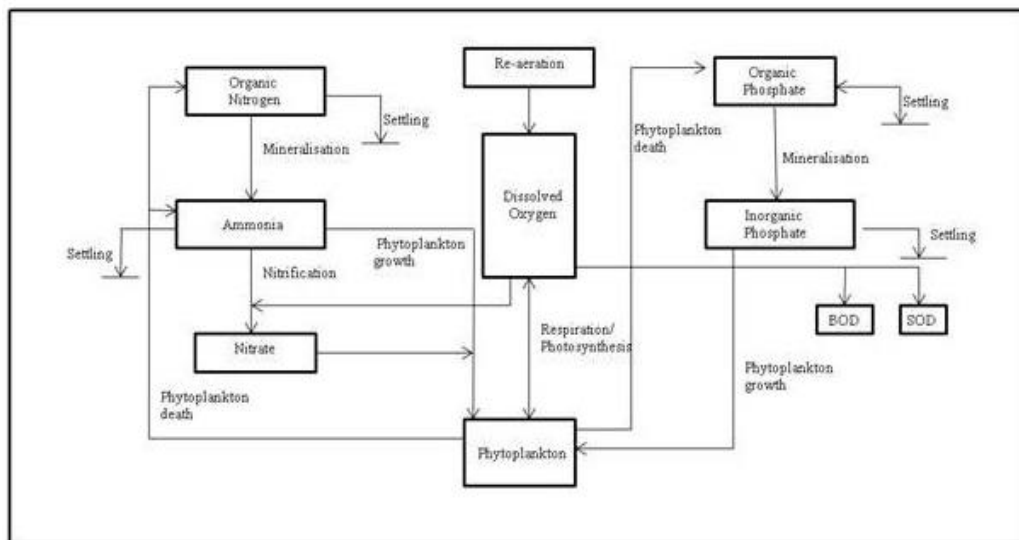 Re-aeration
Organic
Nitrogen
Settling
Mineralisation
Organic
Phosphate
Settling
Phytoplankton
death
Mineralisation
Dissolved
Oxygen
Ammonia
Inorganic
Phosphate
Settling
Phytoplankton
growth
Settling
Nitrification
BOD
SOD
Respiration/
Photosynthesis
Nitrate
Phytoplankton
growth
Phytoplankton
death
Phytoplankton